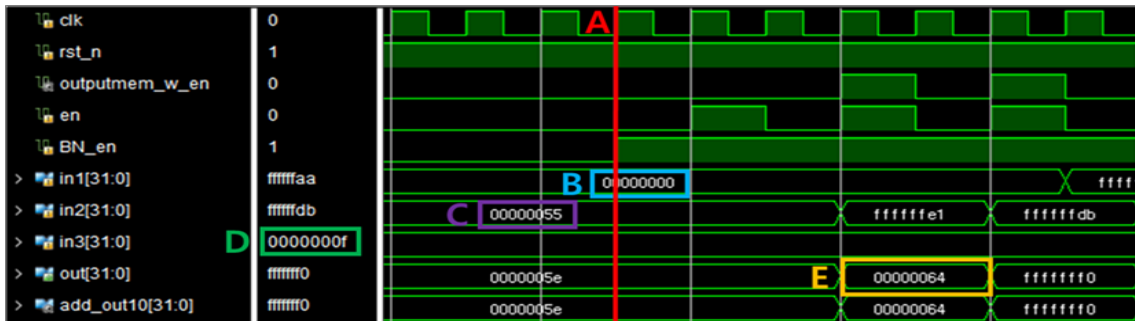 clk 0 A
rst_n 1
outputmem_w_en 0
en 0
BN_en 1
> in1[31:0] ffffffaa B 00000000 ffff
> in2[31:0] ffffffdb C 00000055 ffffffe1 ffffffdb
> in3[31:0] D 0000000f
> out[31:0] fffffff0 0000005e E 00000064 fffffff0
> add_out10[31:0] fffffff0 0000005e 00000064 fffffff0